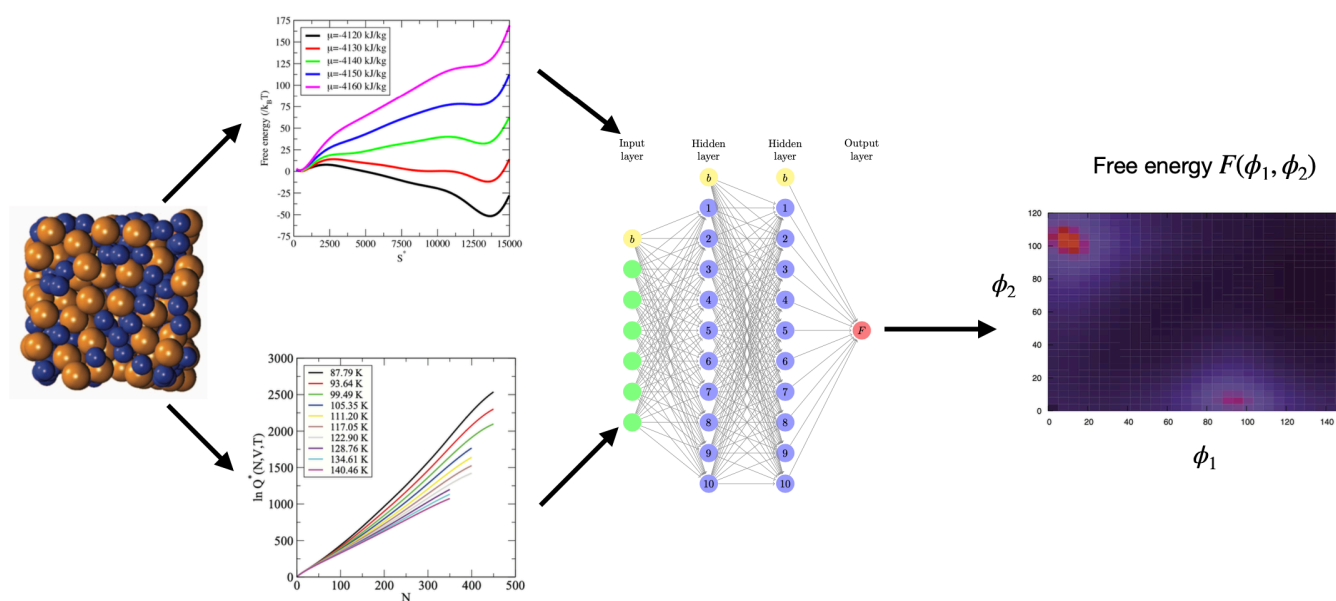 175
150
125
100
75
50
25
0
-25
-50
-75
Free energy (/k_BT)
μ=-4120 kJ/kg
μ=-4130 kJ/kg
μ=-4140 kJ/kg
μ=-4150 kJ/kg
μ=-4160 kJ/kg
0 2500 5000 7500 10000 12500 15000
S*
3000
2500
2000
1500
1000
500
0
ln Q*(N,V,T)
87.79 K
93.64 K
99.49 K
105.35 K
111.20 K
117.05 K
122.90 K
128.76 K
134.61 K
140.46 K
0 100 200 300 400 500
N
Input layer
Hidden layer
Hidden layer
Output layer
b
b
1
2
3
4
5
6
7
8
9
10
b
1
2
3
4
5
6
7
8
9
10
F
Free energy F(ϕ₁, ϕ₂)
ϕ₂
120
100
80
60
40
20
0
0 20 40 60 80 100 120 140
ϕ₁